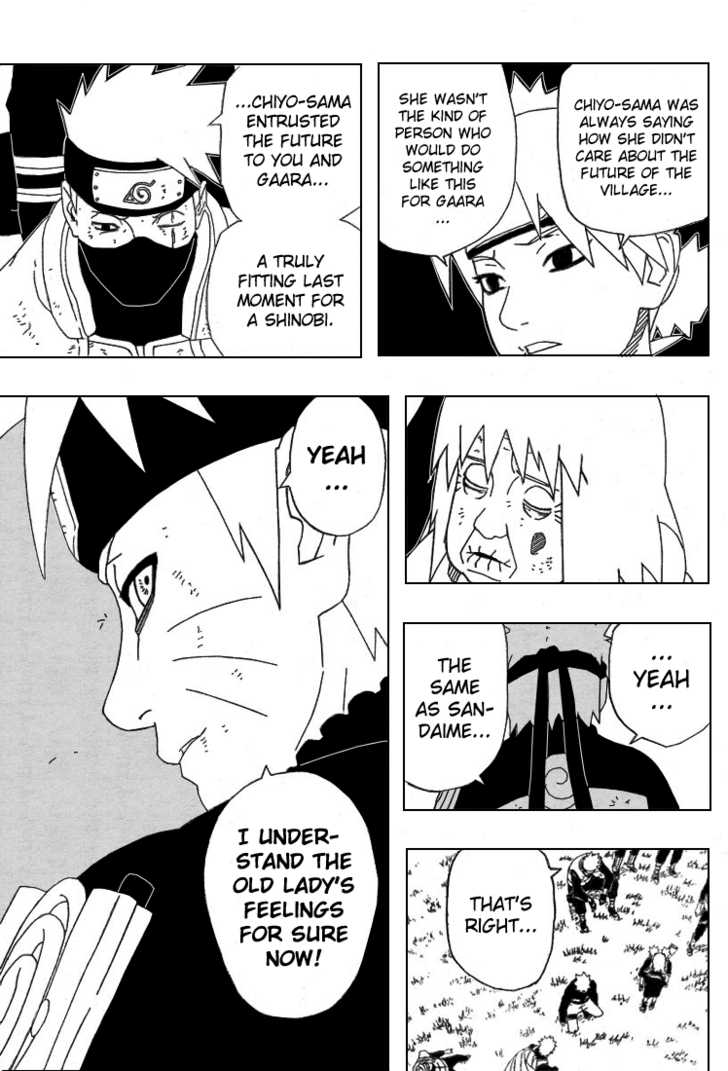 CHIYO-SAMA WAS
ALWAYS SAYING
HOW SHE DIDN'T
CARE ABOUT THE
FUTURE OF THE
VILLAGE...
SHE WASN'T
THE KIND OF
PERSON WHO
WOULD DO
SOMETHING
LIKE THIS
FOR GAARA
...
...CHIYO-SAMA
ENTRUSTED
THE FUTURE
TO YOU AND
GAARA...
A TRULY
FITTING LAST
MOMENT FOR
A SHINOBI.
...
YEAH
...
THE
SAME
AS SAN-
DAIME...
THAT'S
RIGHT...
YEAH
...
I UNDER-
STAND THE
OLD LADY'S
FEELINGS
FOR SURE
NOW!